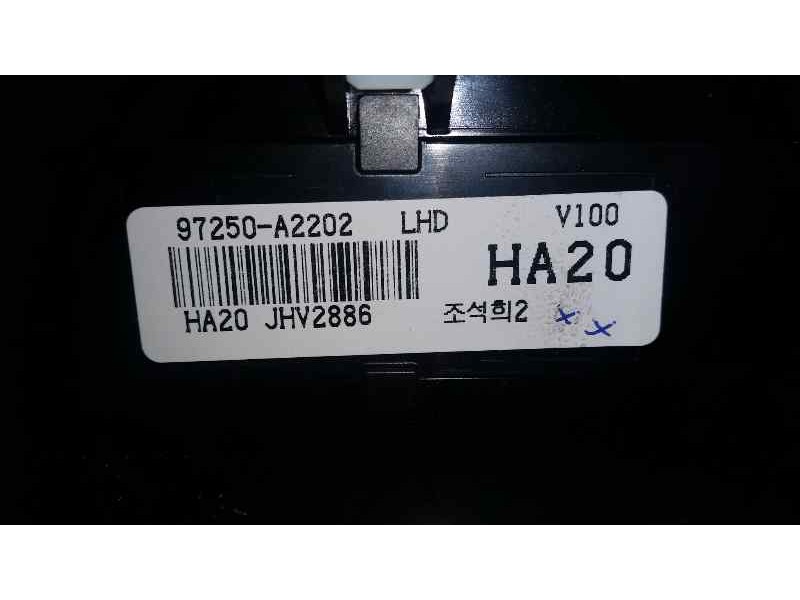 97250-A2202 LHD V100
HA20
HA20 JHV2886 조석희2 x x